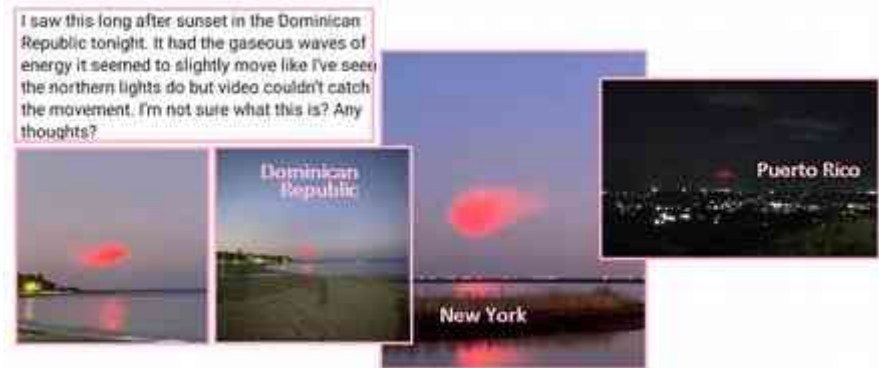 I saw this long after sunset in the Dominican
Republic tonight. It had the gaseous waves of
energy it seemed to slightly move like I've seen
the northern lights do but video couldn't catch
the movement. I'm not sure what this is? Any
thoughts?
Dominican
Republic
New York
Puerto Rico